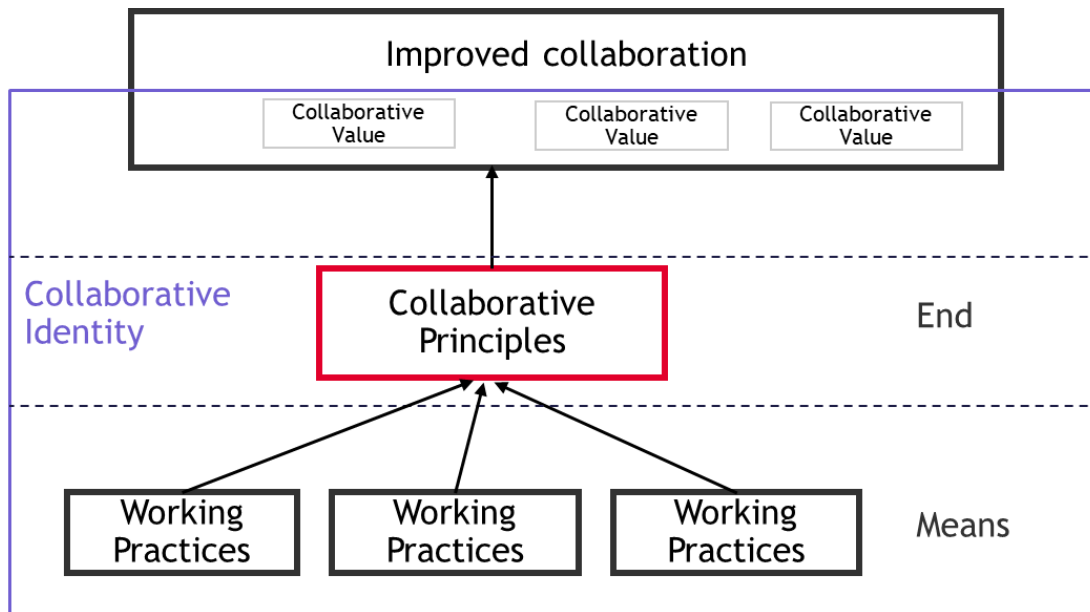 Improved collaboration
Collaborative
Value
Collaborative
Value
Collaborative
Value
Collaborative
Identity
Collaborative
Principles
End
Working
Practices
Working
Practices
Working
Practices
Means